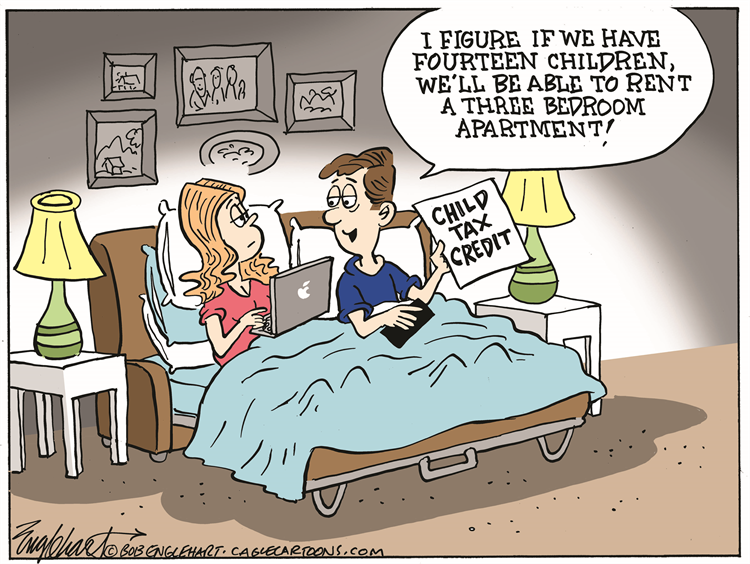 I FIGURE IF WE HAVE
FOURTEEN CHILDREN,
WE'LL BE ABLE TO RENT
A THREE BEDROOM
APARTMENT!
CHILD
TAX
CREDIT
Englehart © BOB ENGLEHART · CAGLECARTOONS.COM